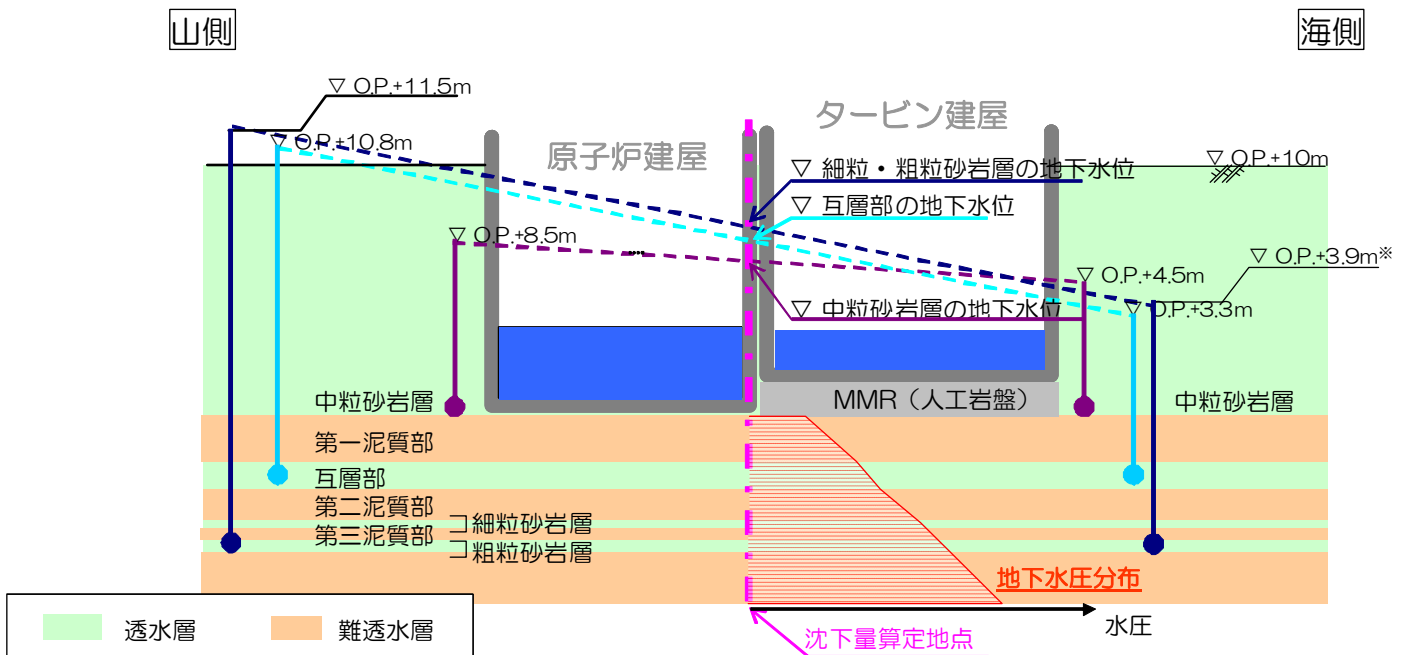 山側
海側
▽ O.P.+11.5m
▽ O.P.+10.8m
原子炉建屋
タービン建屋
▽ 細粒・粗粒砂岩層の地下水位
▽ O.P.+10m
▽ 互層部の地下水位
▽ O.P.+8.5m
▽ O.P.+3.9m※
▽ O.P.+4.5m
▽ 中粒砂岩層の地下水位
▽ O.P.+3.3m
中粒砂岩層
MMR（人工岩盤）
中粒砂岩層
第一泥質部
互層部
第二泥質部
細粒砂岩層
第三泥質部
粗粒砂岩層
地下水圧分布
水圧
透水層
難透水層
沈下量算定地点